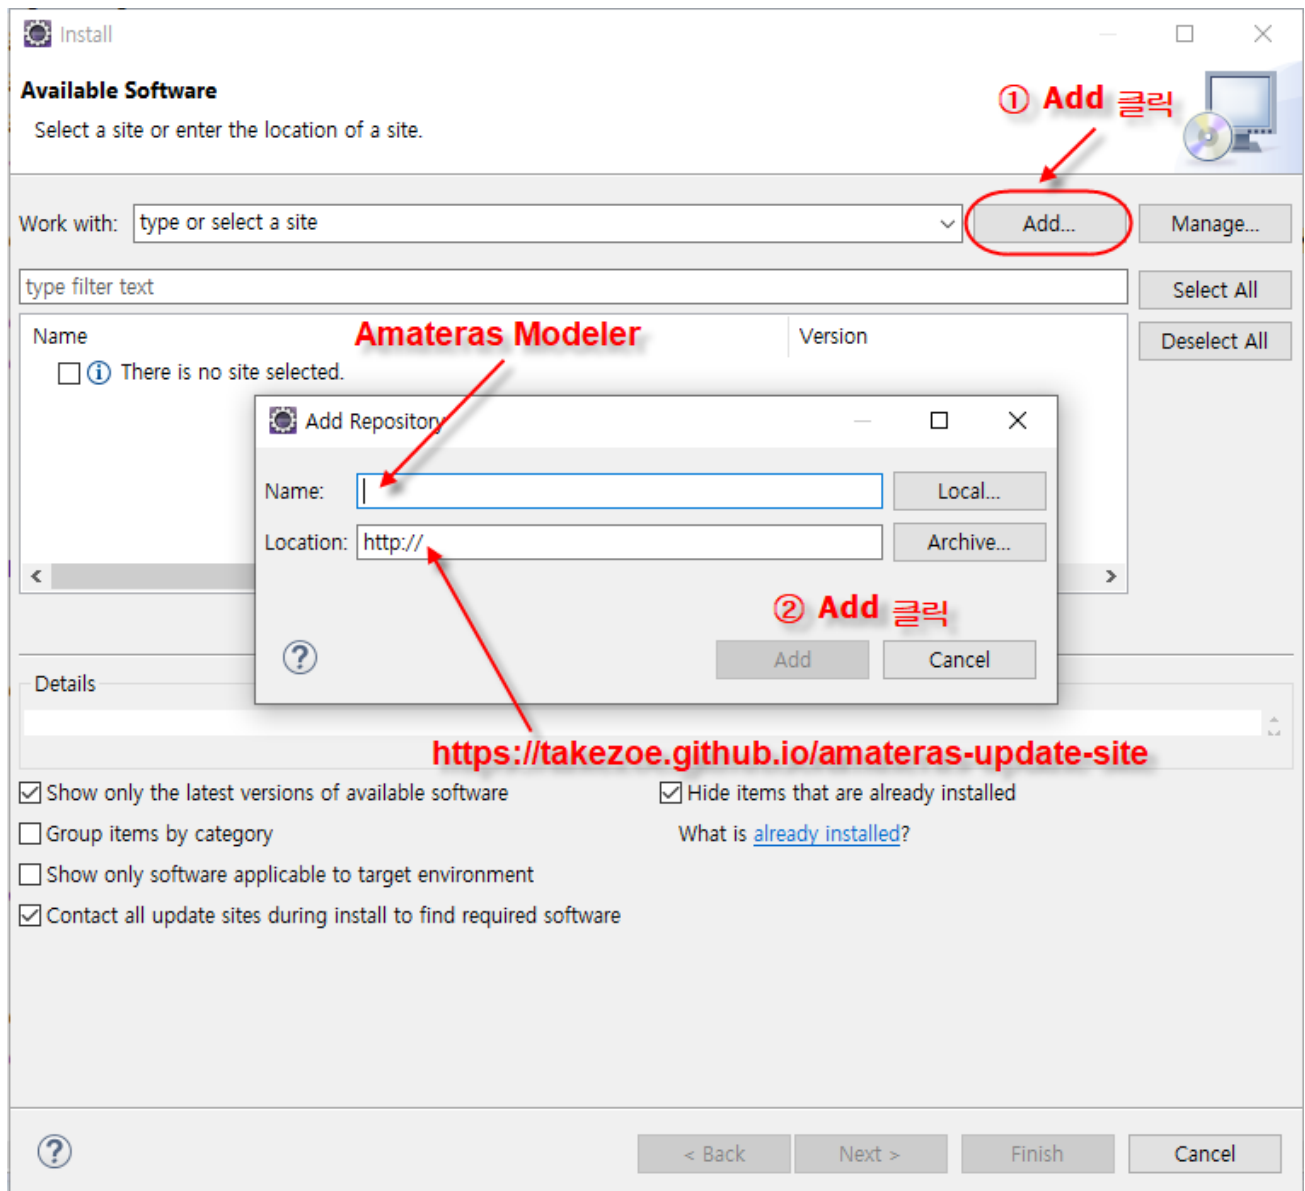 Install
Available Software
① Add 클릭
Select a site or enter the location of a site.
Work with: type or select a site Add... Manage...
type filter text Select All
Name Amateras Modeler Version Deselect All
There is no site selected.
Add Repository
Name: Local...
Location: http:// Archive...
② Add 클릭
Add Cancel
Details
https://takezoe.github.io/amateras-update-site
Show only the latest versions of available software Hide items that are already installed
Group items by category What is already installed?
Show only software applicable to target environment
Contact all update sites during install to find required software
< Back Next > Finish Cancel